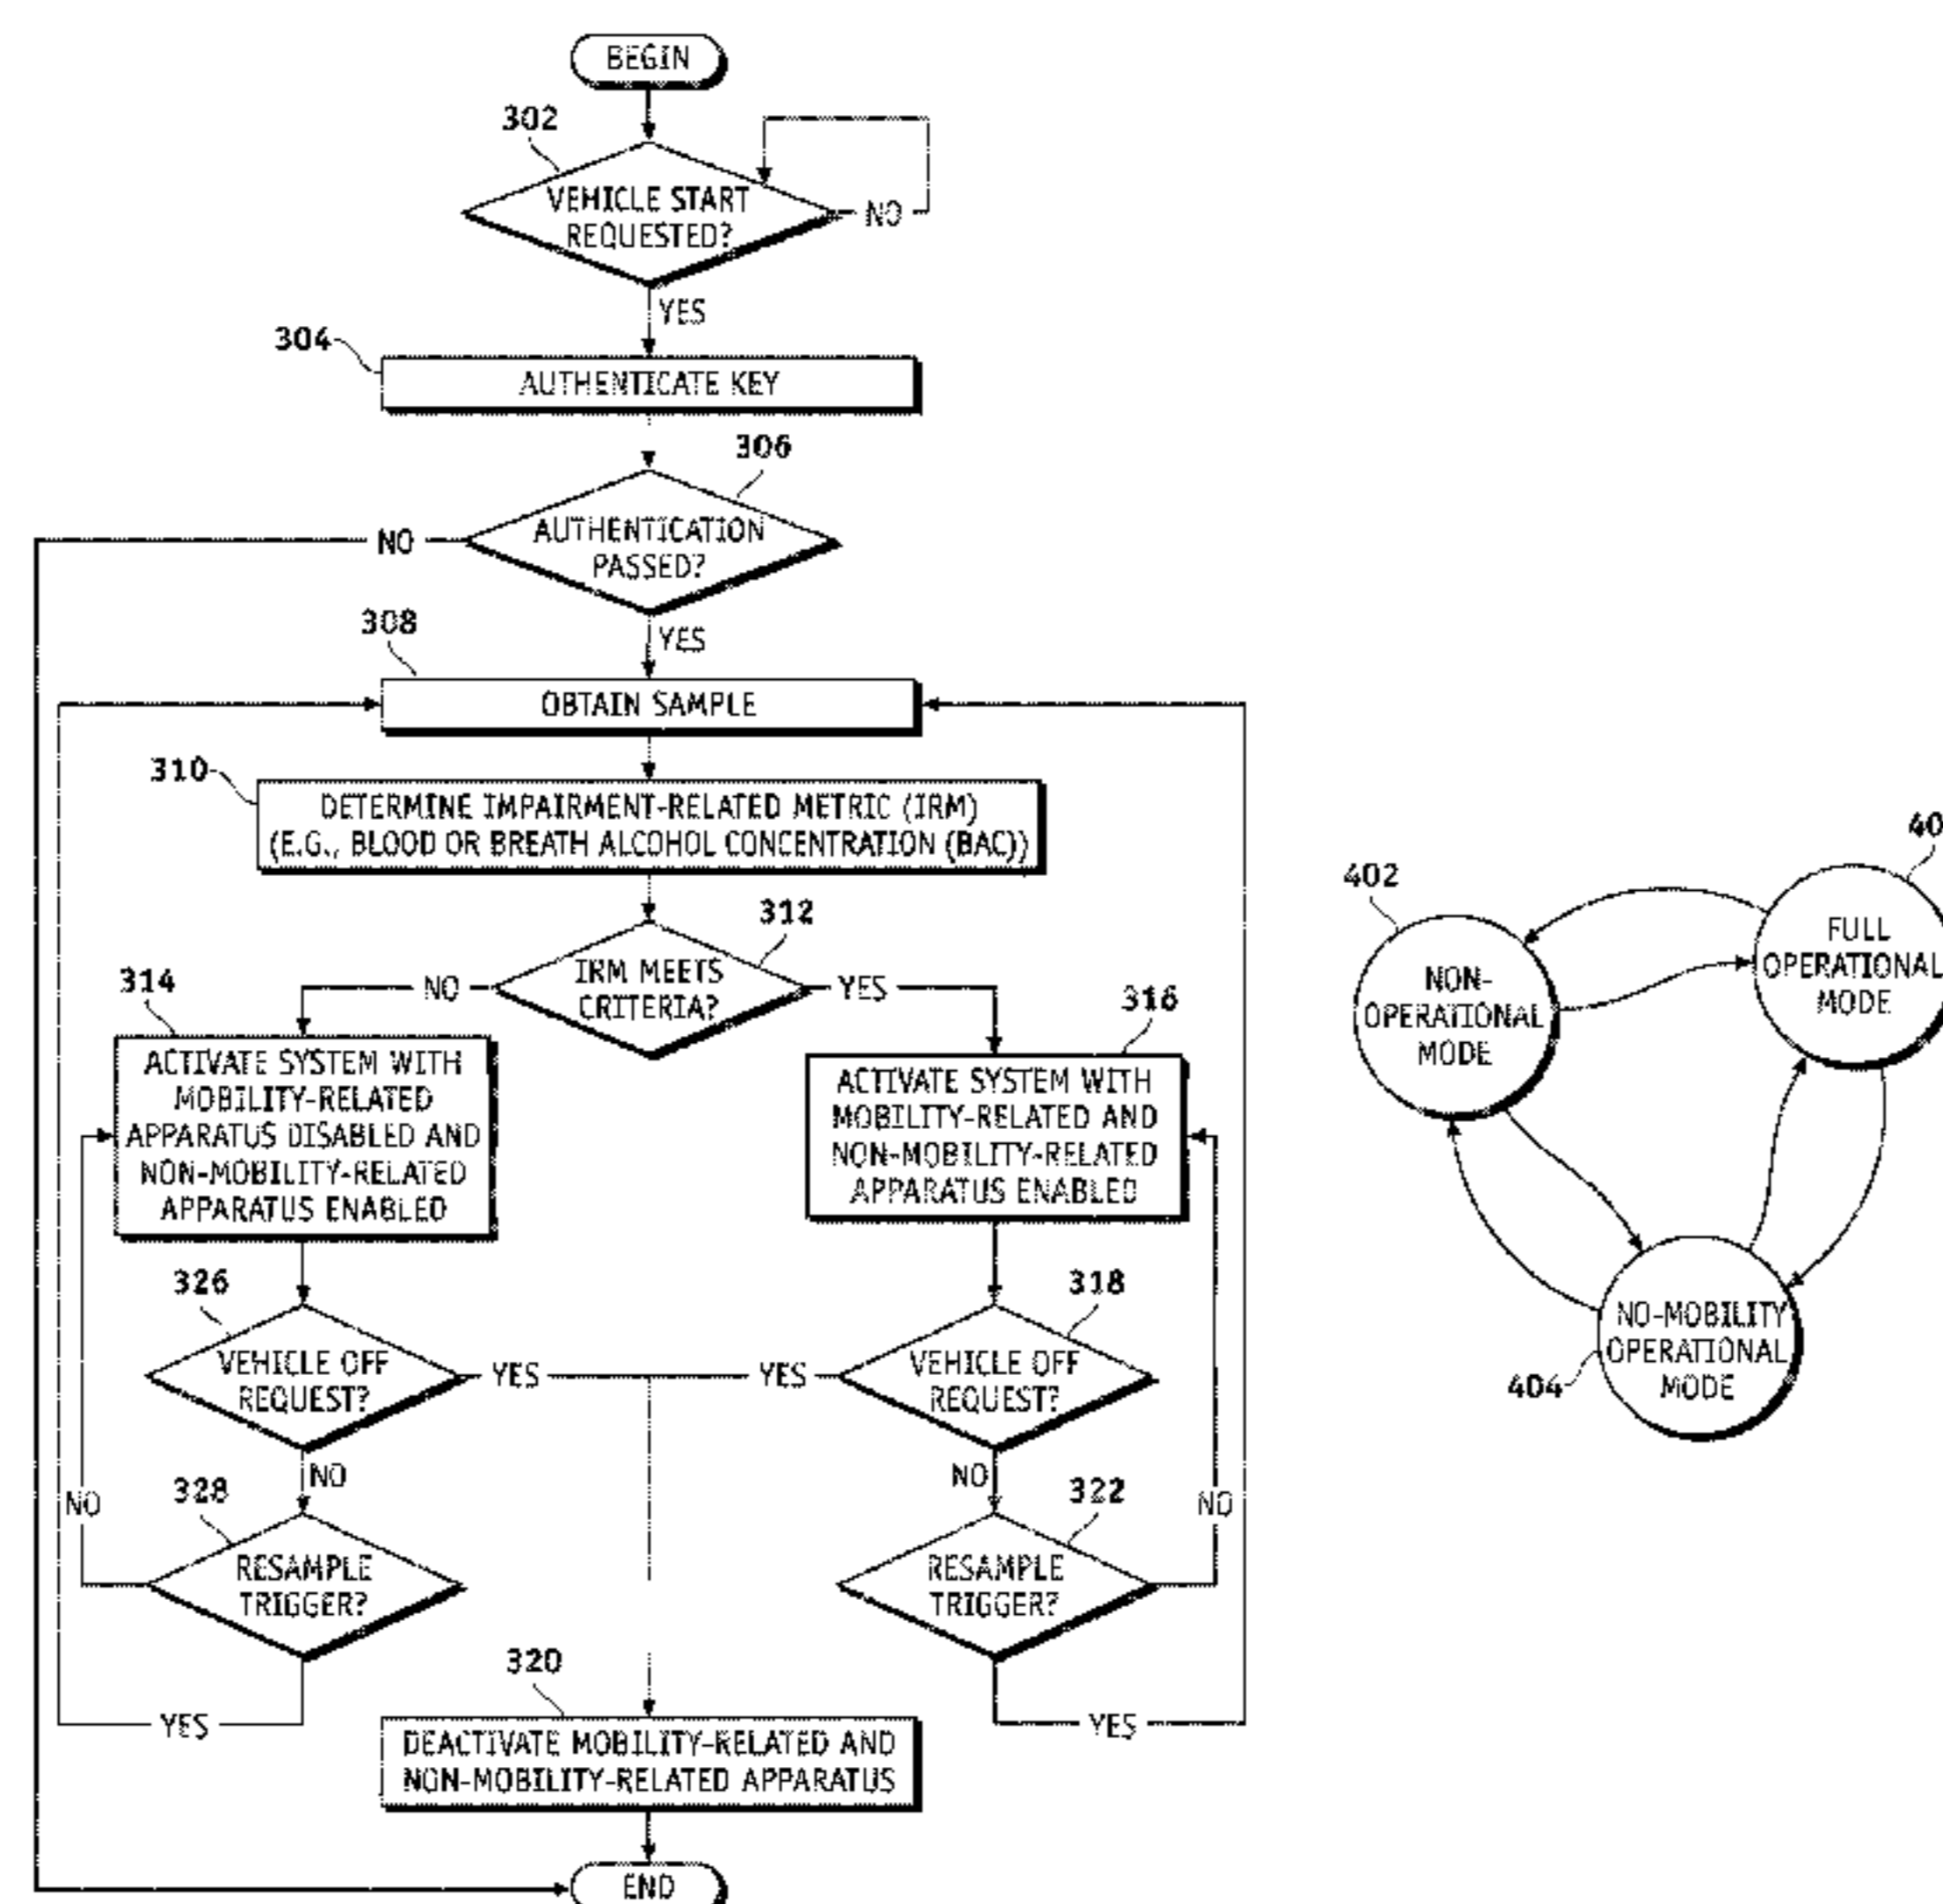 BEGIN
302
VEHICLE START
REQUESTED?
NO
YES
304
AUTHENTICATE KEY
306
AUTHENTICATION
PASSED?
NO
YES
308
OBTAIN SAMPLE
310
DETERMINE IMPAIRMENT-RELATED METRIC (IRM)
(E.G., BLOOD OR BREATH ALCOHOL CONCENTRATION (BAC))
312
IRM MEETS
CRITERIA?
NO
YES
314
ACTIVATE SYSTEM WITH
MOBILITY-RELATED
APPARATUS DISABLED AND
NON-MOBILITY-RELATED
APPARATUS ENABLED
316
ACTIVATE SYSTEM WITH
MOBILITY-RELATED AND
NON-MOBILITY-RELATED
APPARATUS ENABLED
326
VEHICLE OFF
REQUEST?
YES
YES
318
VEHICLE OFF
REQUEST?
NO
NO
328
RESAMPLE
TRIGGER?
NO
322
RESAMPLE
TRIGGER?
NO
YES
YES
320
DEACTIVATE MOBILITY-RELATED AND
NON-MOBILITY-RELATED APPARATUS
END
402
NON-
OPERATIONAL
MODE
40
FULL
OPERATIONAL
MODE
NO-MOBILITY
OPERATIONAL
MODE
404